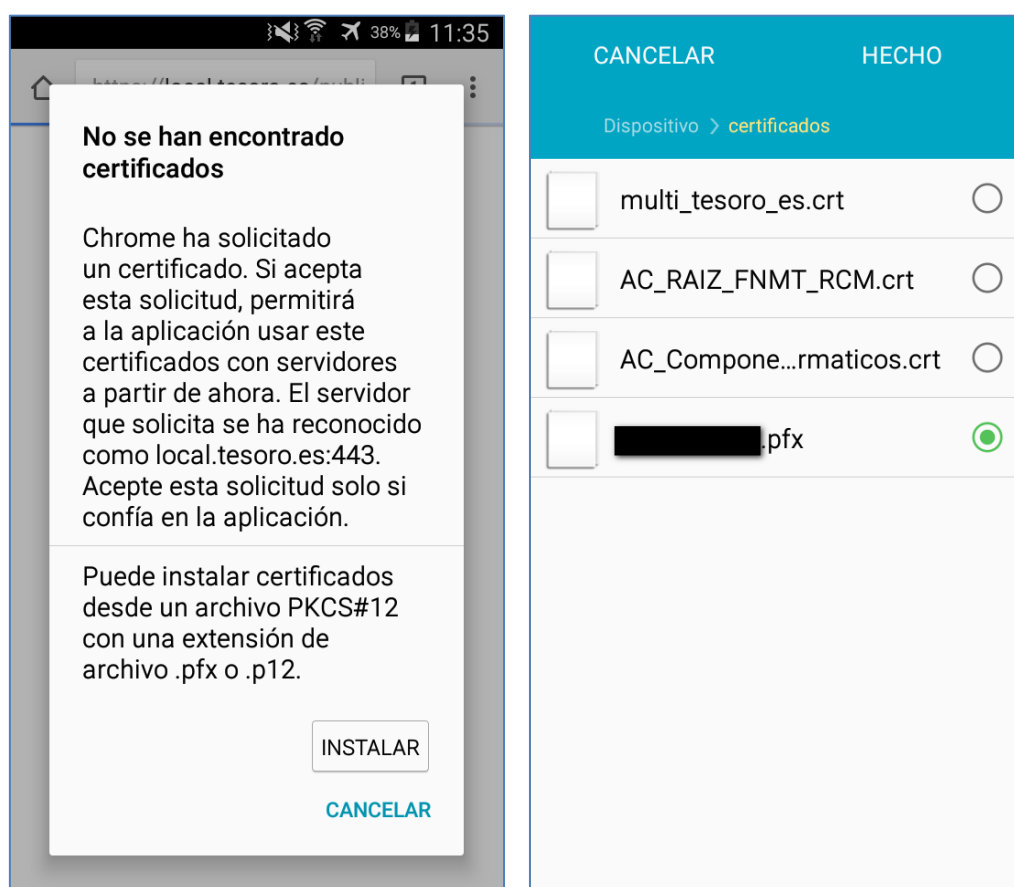 38% 11:35
No se han encontrado
certificados
Chrome ha solicitado
un certificado. Si acepta
esta solicitud, permitirá
a la aplicación usar este
certificados con servidores
a partir de ahora. El servidor
que solicita se ha reconocido
como local.tesoro.es:443.
Acepte esta solicitud solo si
confía en la aplicación.
Puede instalar certificados
desde un archivo PKCS#12
con una extensión de
archivo .pfx o .p12.
INSTALAR
CANCELAR
CANCELAR HECHO
Dispositivo > certificados
multi_tesoro_es.crt
AC_RAIZ_FNMT_RCM.crt
AC_Compone...rmaticos.crt
.pfx